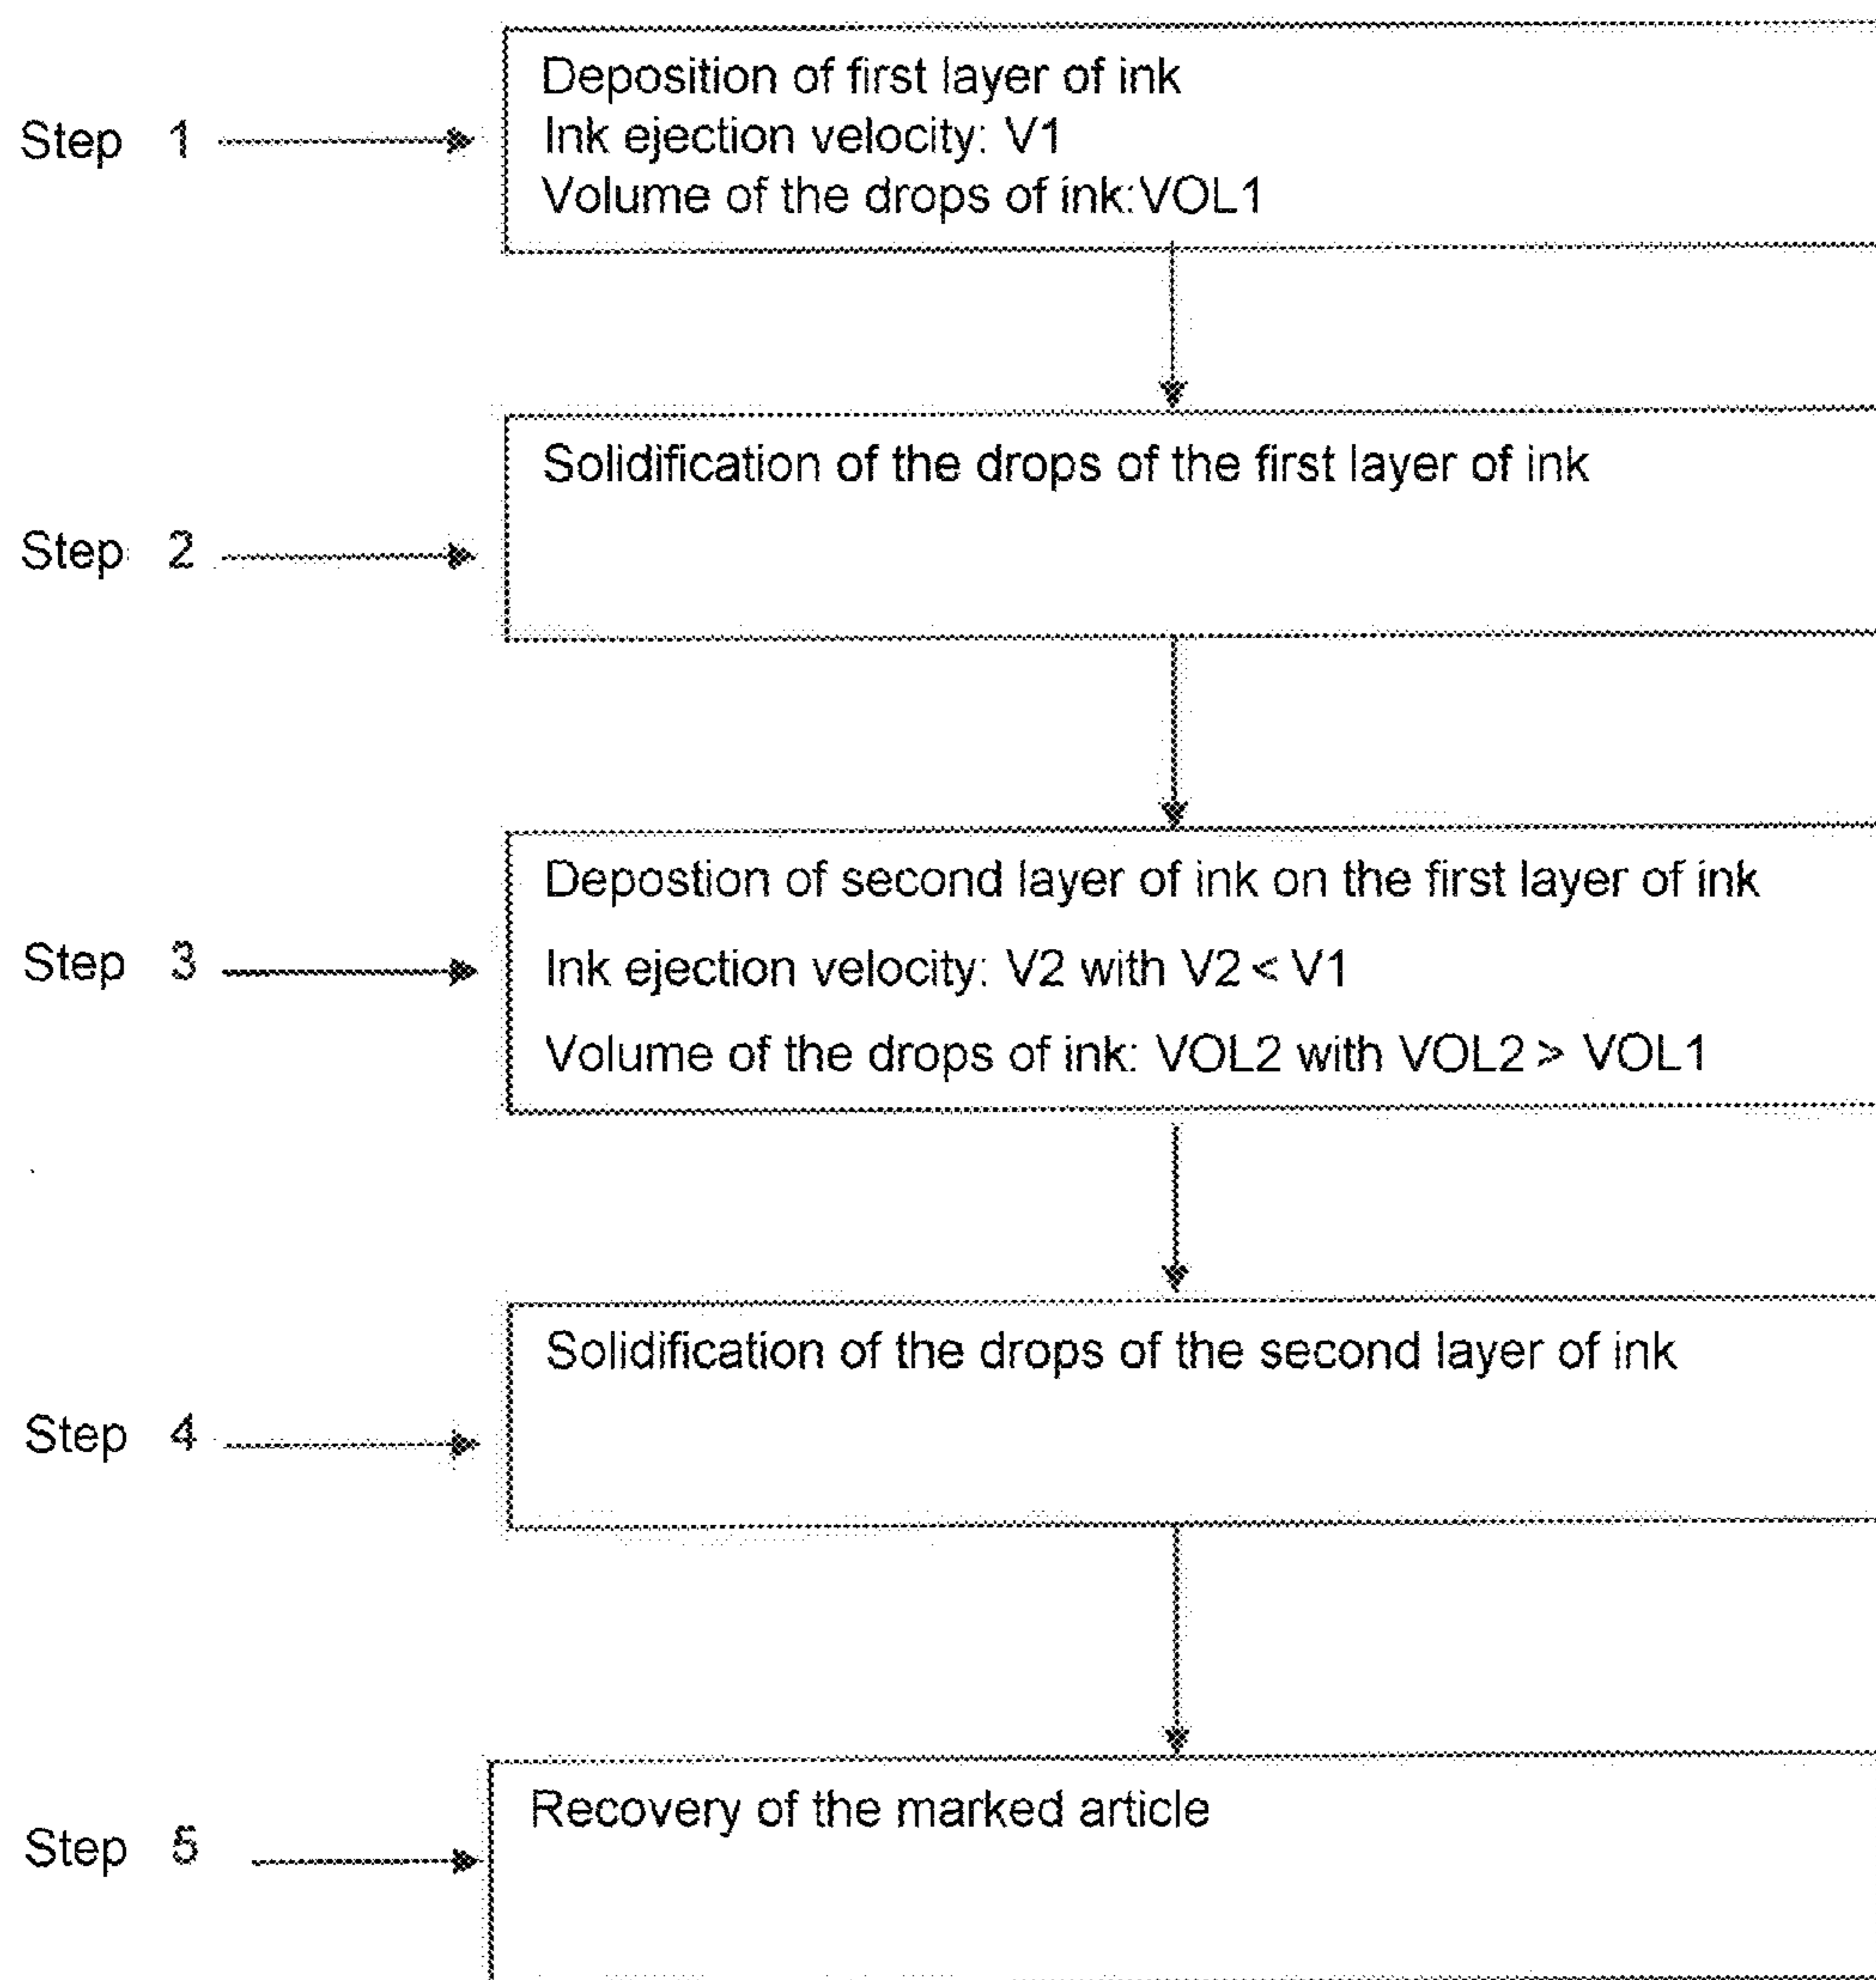 Deposition of first layer of ink
Step 1
Ink ejection velocity: V1
Volume of the drops of ink:VOL1
Solidification of the drops of the first layer of ink
Step 2
Depostion of second layer of ink on the first layer of ink
Step 3
Ink ejection velocity: V2 with V2 < V1
Volume of the drops of ink: VOL2 with VOL2 > VOL1
Solidification of the drops of the second layer of ink
Step 4
Recovery of the marked article
Step 5